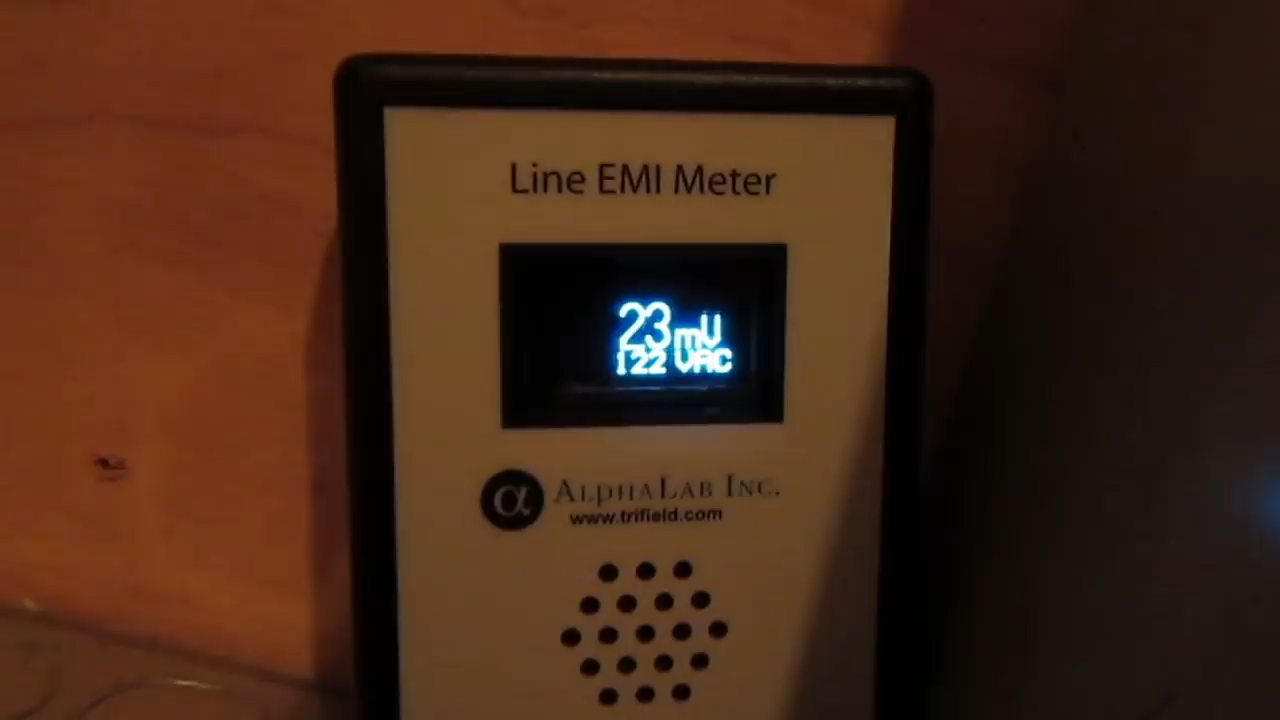 Line EMI Meter
23 mV
122 VAC
α ALPHALAB INC.
www.trifield.com